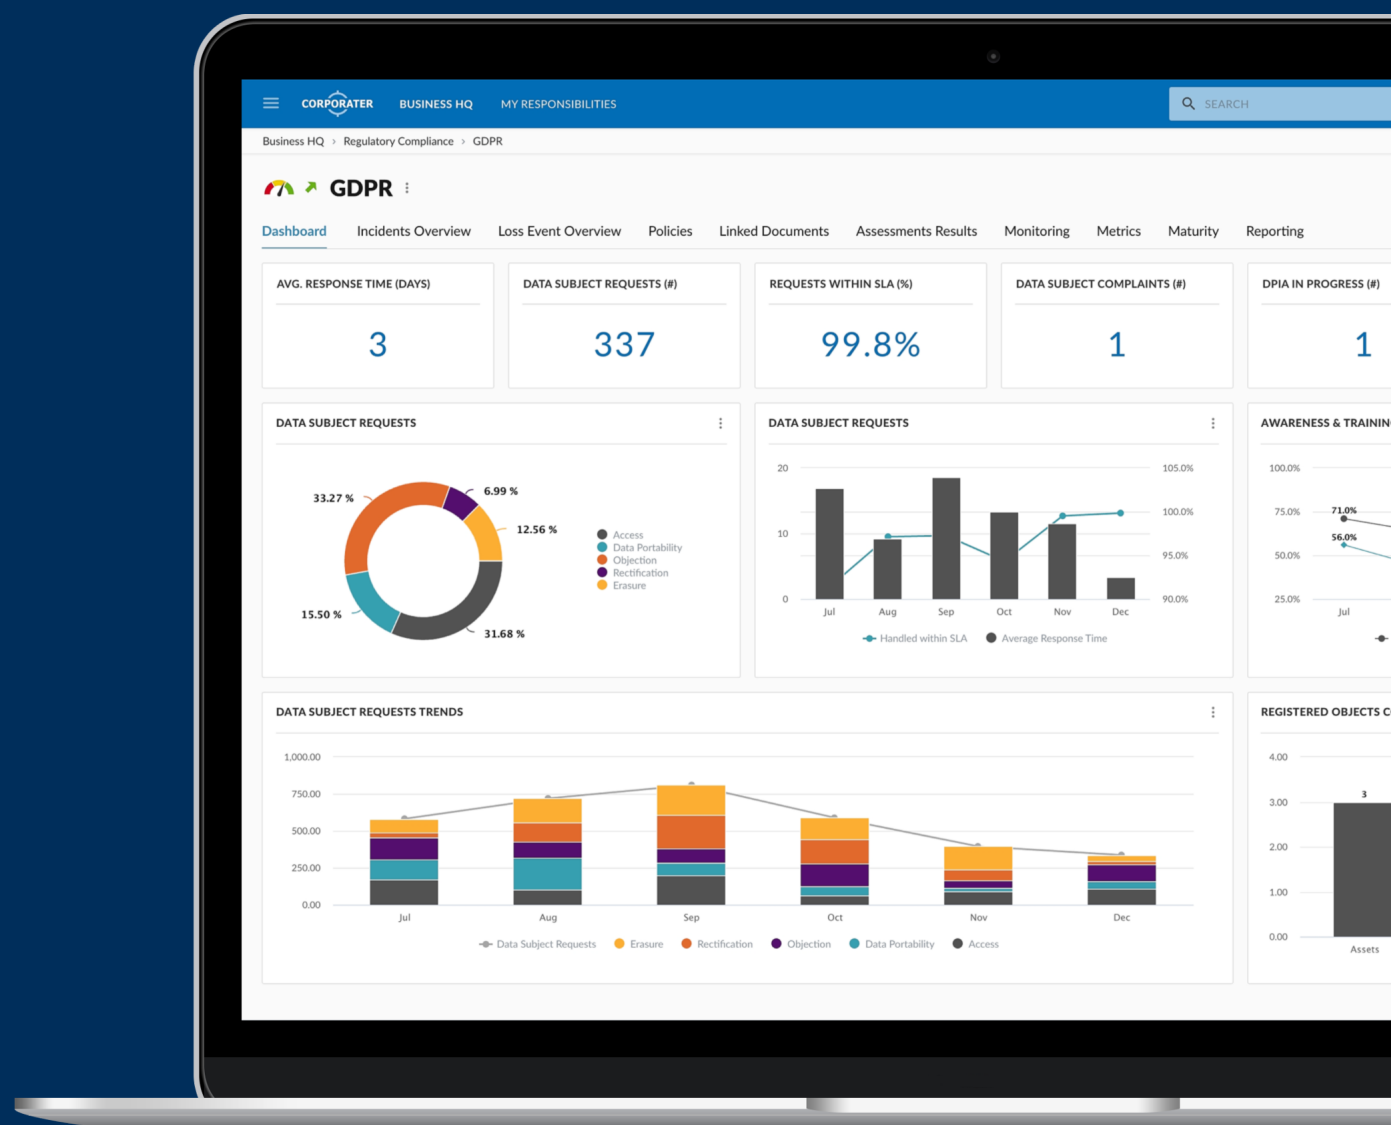 CORPORATER BUSINESS HQ MY RESPONSIBILITIES SEARCH
Business HQ > Regulatory Compliance > GDPR
GDPR
Dashboard Incidents Overview Loss Event Overview Policies Linked Documents Assessments Results Monitoring Metrics Maturity Reporting
AVG. RESPONSE TIME (DAYS)
3
DATA SUBJECT REQUESTS (#)
337
REQUESTS WITHIN SLA (%)
99.8%
DATA SUBJECT COMPLAINTS (#)
1
DPIA IN PROGRESS (#)
1
DATA SUBJECT REQUESTS
33.27 %
6.99 %
12.56 %
15.50 %
31.68 %
Access
Data Portability
Objection
Rectification
Erasure
DATA SUBJECT REQUESTS
20
10
0
105.0%
100.0%
95.0%
90.0%
Jul Aug Sep Oct Nov Dec
Handled within SLA Average Response Time
AWARENESS & TRAINING
100.0%
75.0%
50.0%
25.0%
71.0%
56.0%
Jul
DATA SUBJECT REQUESTS TRENDS
1,000.00
750.00
500.00
250.00
0.00
Jul Aug Sep Oct Nov Dec
Data Subject Requests Erasure Rectification Objection Data Portability Access
REGISTERED OBJECTS
4.00
3.00
2.00
1.00
0.00
3
Assets